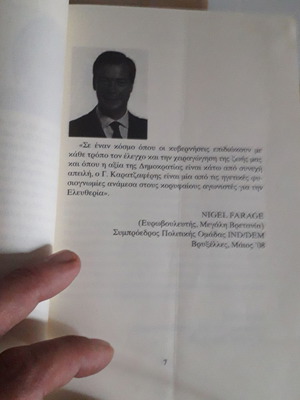 «Σε έναν κόσμο όπου οι κυβερνήσεις επιδιώκουν με
κάθε τρόπο τον έλεγχο και την χειραγώγηση της ζωής μας
και όπου η αξία της Δημοκρατίας είναι κάτω από συνεχή
απειλή, ο Γ. Καρατζαφέρης είναι μία από τις ηγετικές φυ-
σιογνωμίες ανάμεσα στους κορυφαίους αγωνιστές για την
Ελευθερία».
NIGEL FARAGE
(Ευρωβουλευτής, Μεγάλη Βρετανία)
Συμπρόεδρος Πολιτικής Ομάδος IND/DEM
Βρυξέλλες, Μάιος '08
7